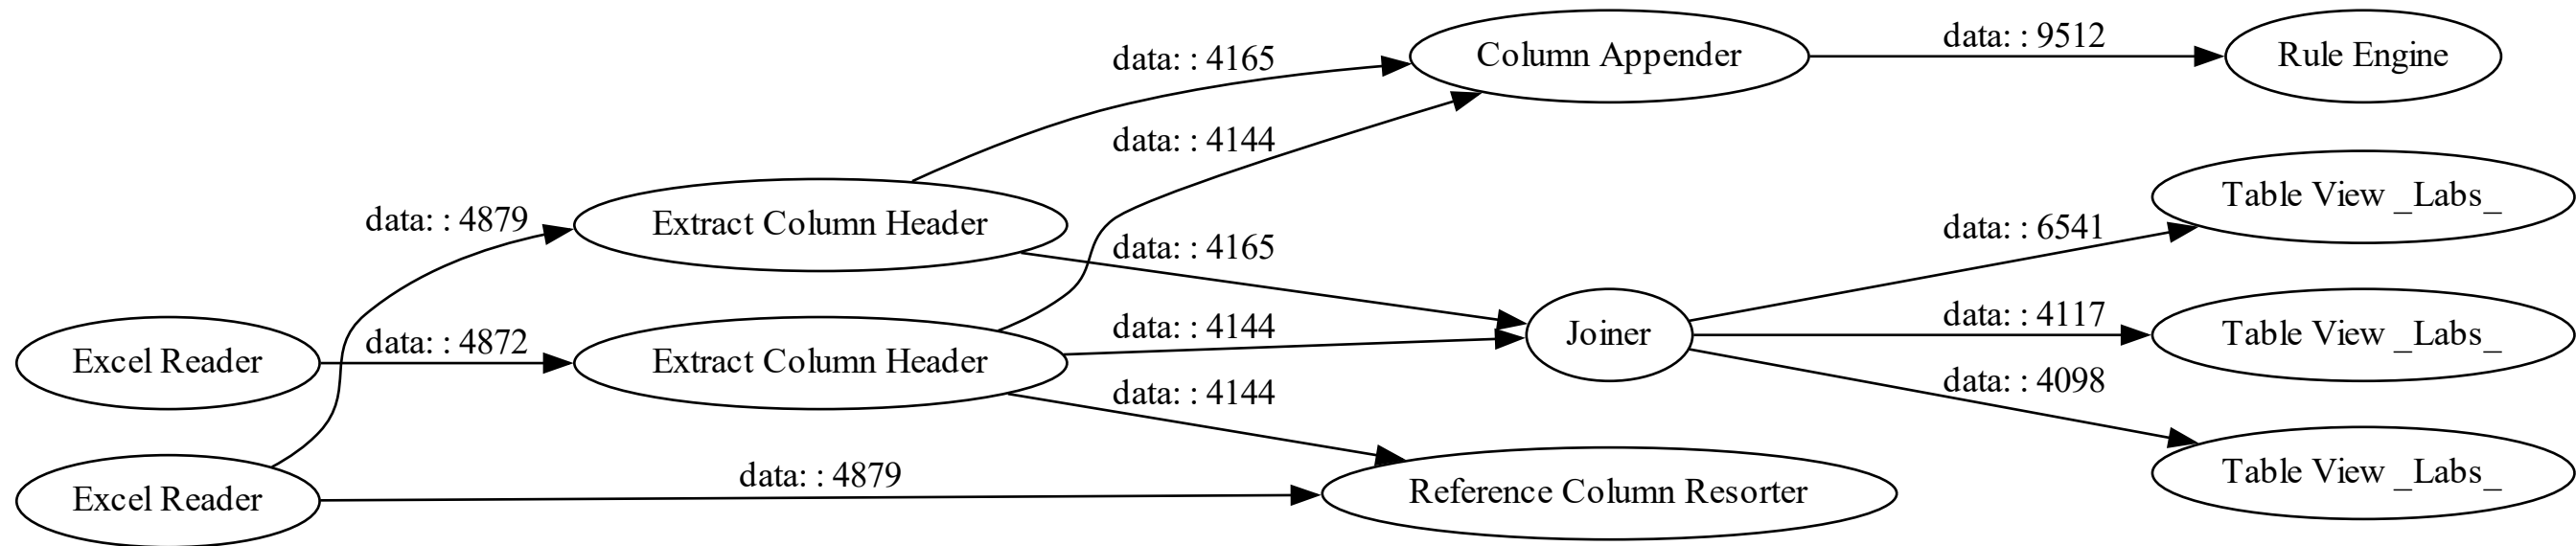 data: : 4165
Column Appender
data: : 9512
Rule Engine
data: : 4144
data: : 4879
Extract Column Header
data: : 4165
data: : 6541
Table View _Labs_
Excel Reader
data: : 4872
Extract Column Header
data: : 4144
Joiner
data: : 4117
Table View _Labs_
data: : 4144
data: : 4098
Excel Reader
data: : 4879
Reference Column Resorter
Table View _Labs_